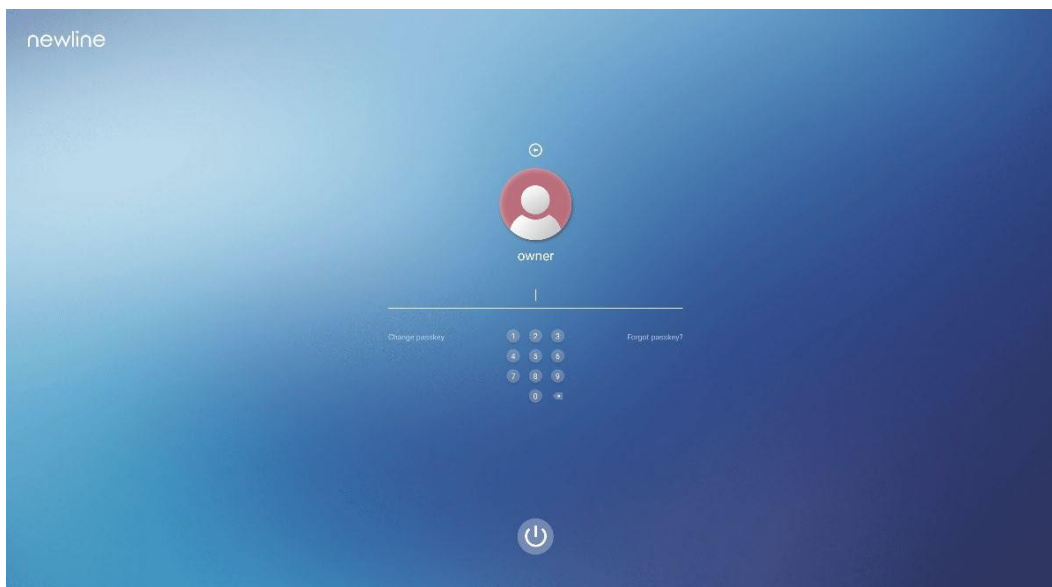 newline
owner
Change passkey
Forgot passkey?
1 2 3
4 5 6
7 8 9
0